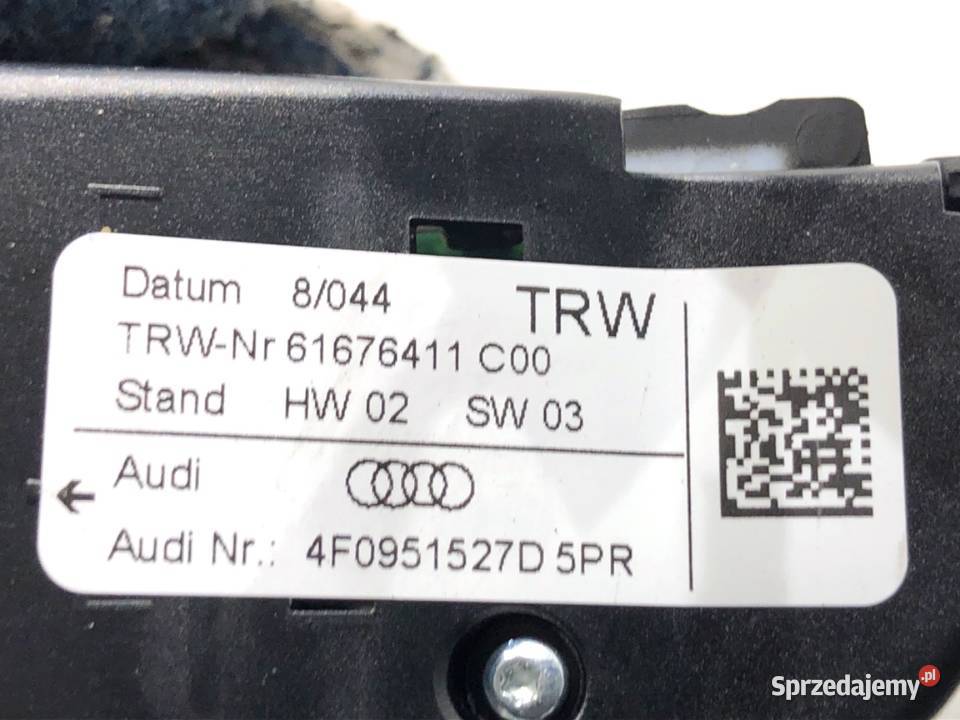 Datum 8/044 TRW
TRW-Nr 61676411 C00
Stand HW 02 SW 03
Audi
Audi Nr.: 4F0951527D 5PR
Sprzedajemy.pl